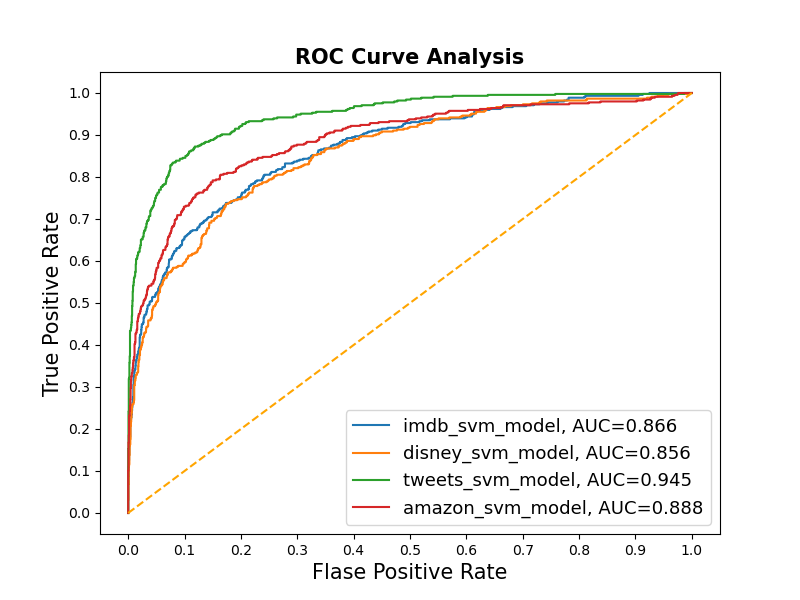 ROC Curve Analysis
1.0
0.9
0.8
0.7
0.6
0.5
0.4
0.3
0.2
0.1
0.0
True Positive Rate
imdb_svm_model, AUC=0.866
disney_svm_model, AUC=0.856
tweets_svm_model, AUC=0.945
amazon_svm_model, AUC=0.888
0.0 0.1 0.2 0.3 0.4 0.5 0.6 0.7 0.8 0.9 1.0
Flase Positive Rate